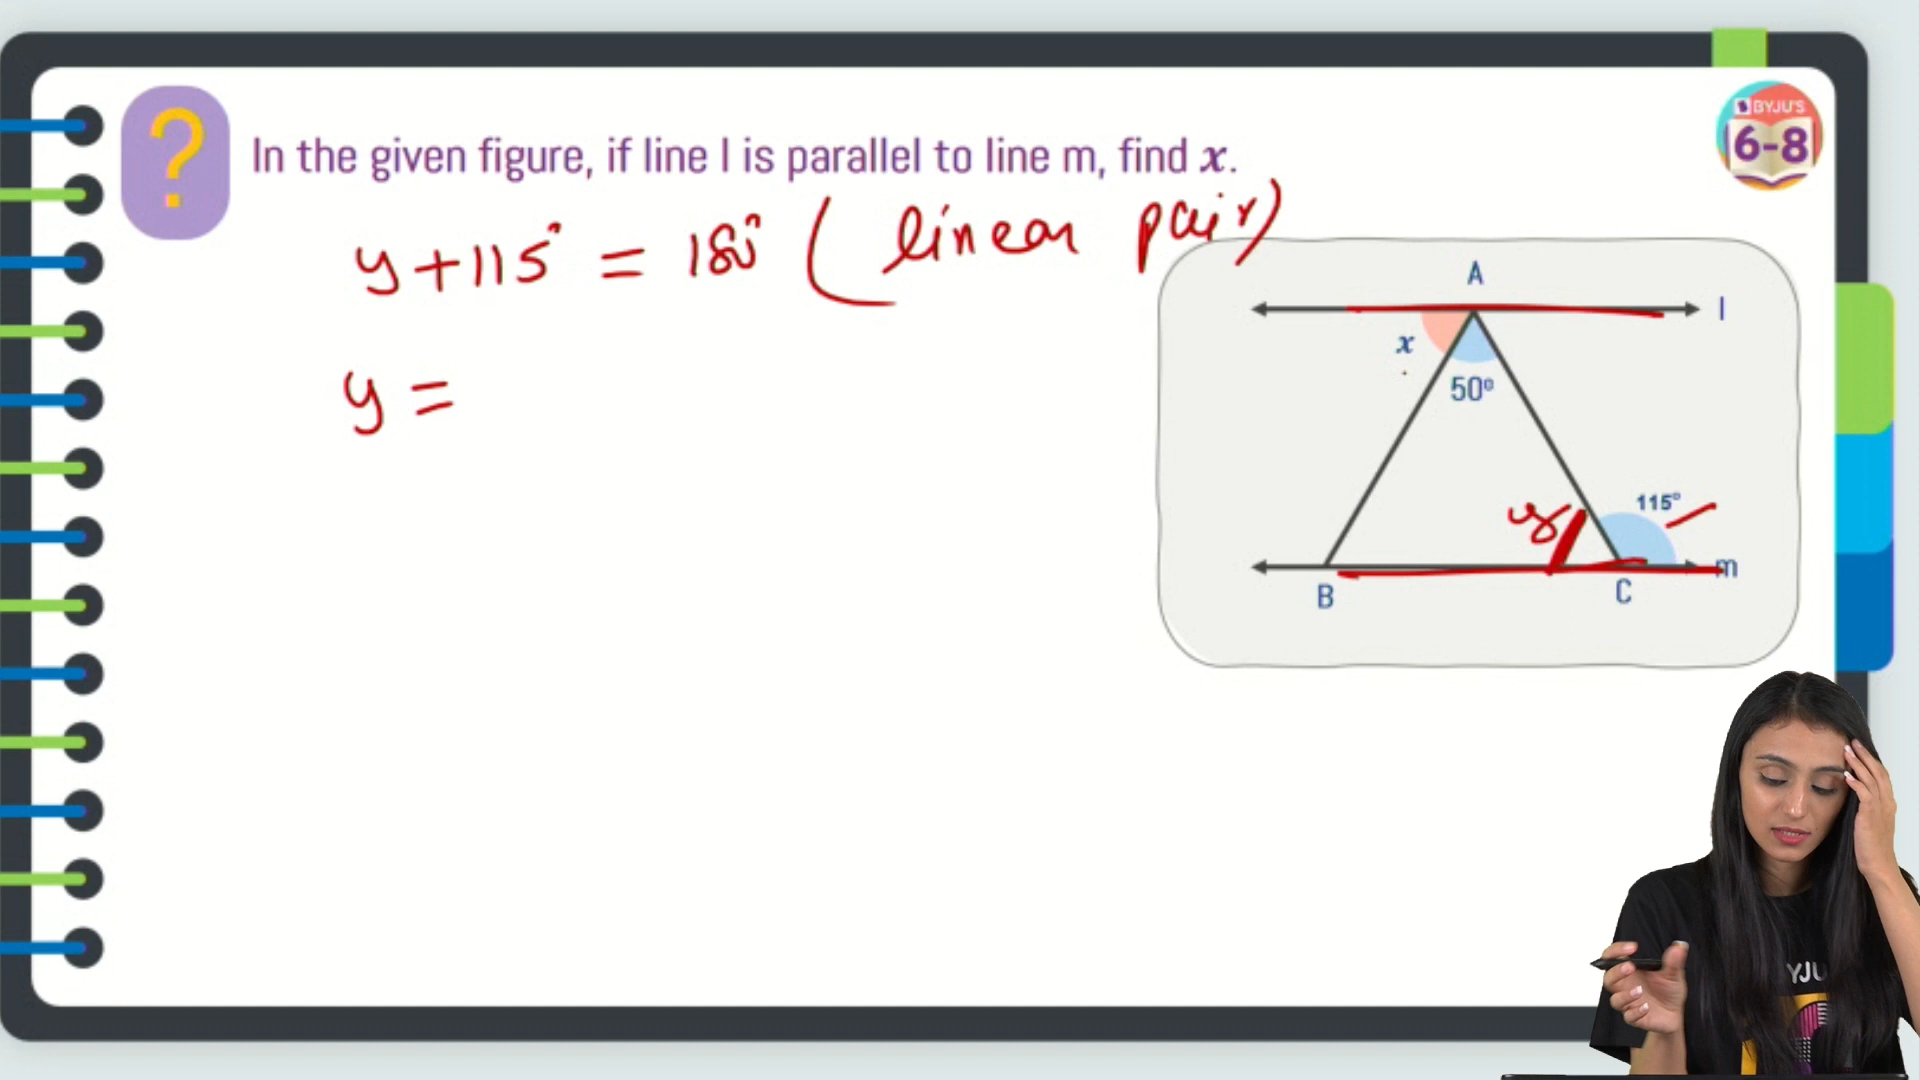 BYJU'S
6-8
? In the given figure, if line l is parallel to line m, find x.
y + 115° = 180° (linear pair)
y =
A
l
x
50°
y
115°
m
B
C
YJU